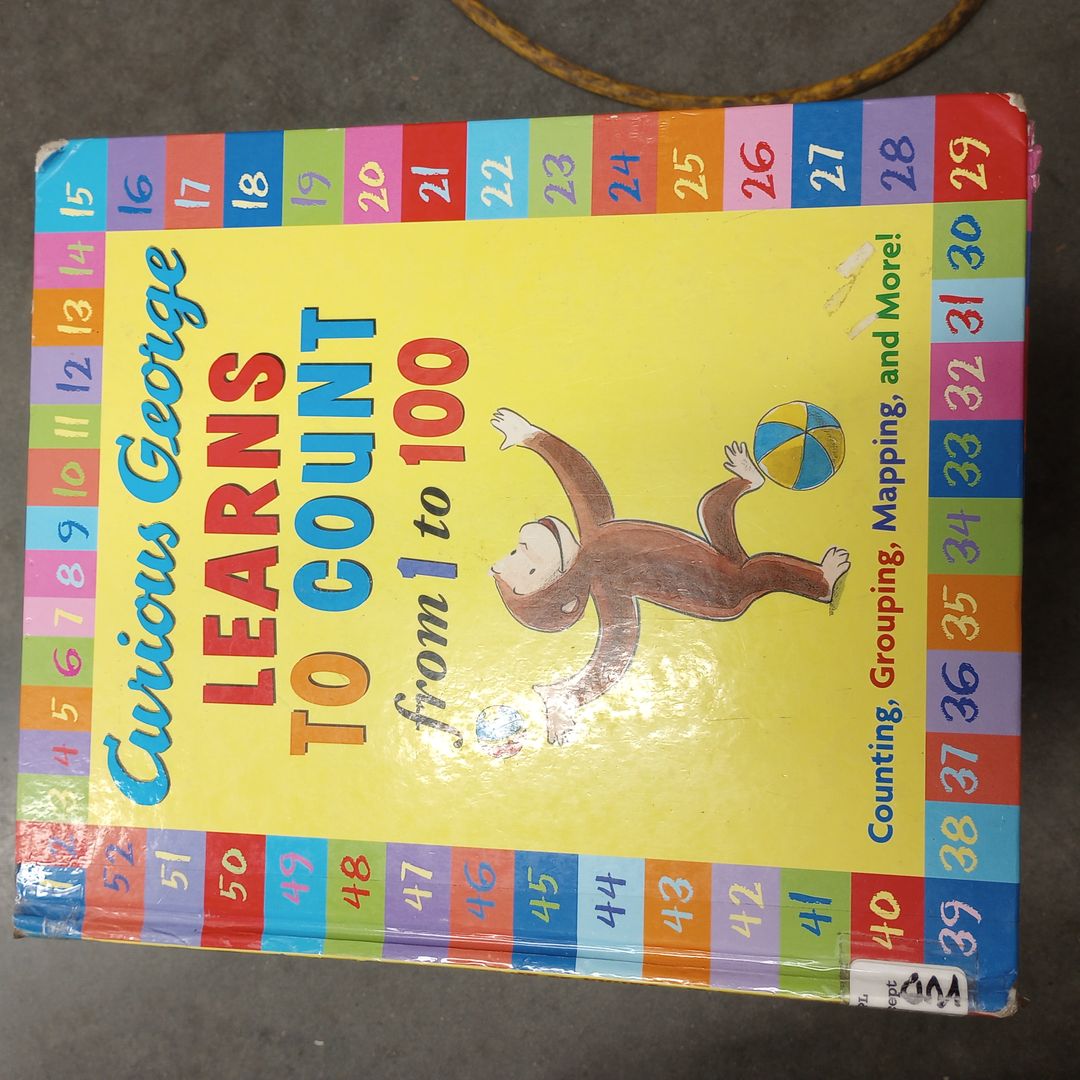 Curious George
LEARNS
TO COUNT
from 1 to 100
Counting, Grouping, Mapping, and More!
1 2 3 4 5 6 7 8 9 10 11 12 13 14 15
16 17 18 19 20 21 22 23 24 25 26 27 28 29
30 31 32 33 34 35 36 37 38 39
40 41 42 43 44 45 46 47 48 49 50 51 52